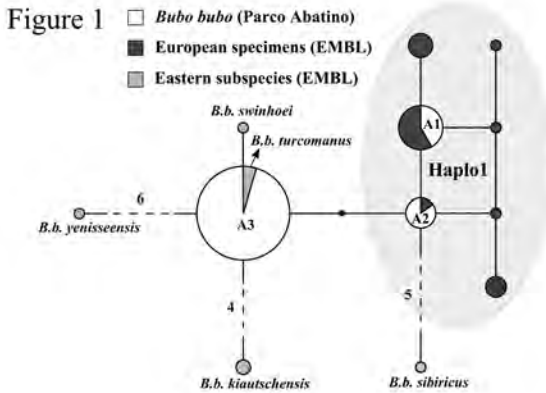 Figure 1
Bubo bubo (Parco Abatino)
European specimens (EMBL)
Eastern subspecies (EMBL)
B.b. swinhoei
B.b. turcomanus
A1
Haplo1
6
A3
A2
B.b. yenisseensis
4
5
B.b. kiautschensis
B.b. sibiricus